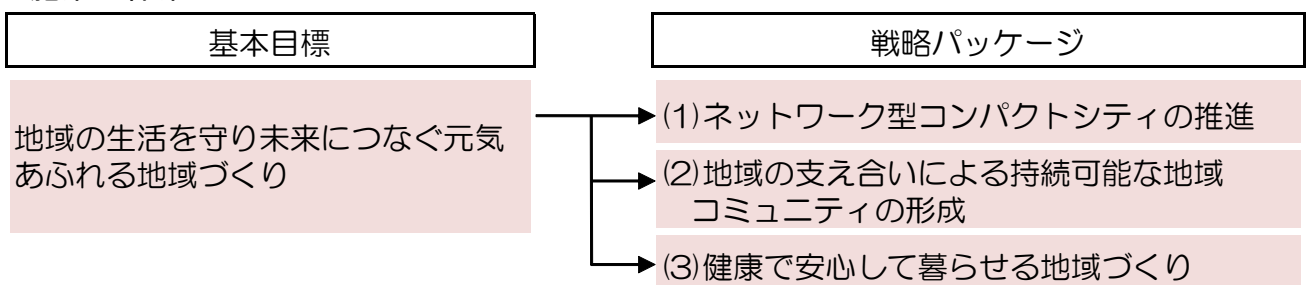 基本目標
戦略パッケージ
地域の生活を守り未来につなぐ元気
あふれる地域づくり
(1)ネットワーク型コンパクトシティの推進
(2)地域の支え合いによる持続可能な地域
コミュニティの形成
(3)健康で安心して暮らせる地域づくり